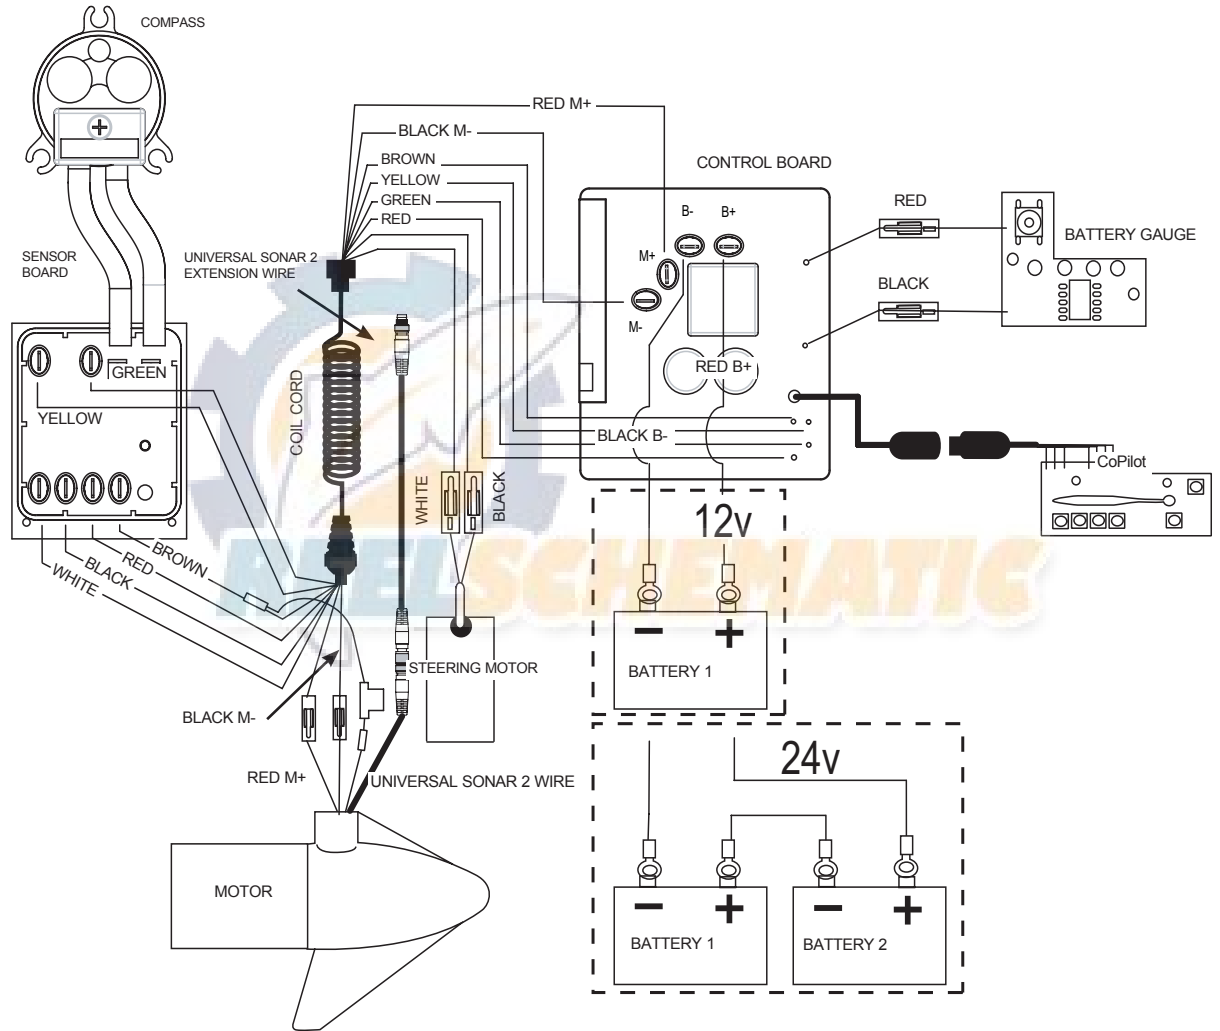 COMPASS
RED M+
BLACK M-
BROWN
YELLOW
GREEN
RED
CONTROL BOARD
RED
BATTERY GAUGE
BLACK
B-
B+
M+
M-
SENSOR
BOARD
UNIVERSAL SONAR 2
EXTENSION WIRE
GREEN
YELLOW
COIL CORD
RED B+
BLACK B-
CoPilot
WHITE
BLACK
12v
BROWN
RED
BLACK
WHITE
REELSCHEMATIC
STEERING MOTOR
BATTERY 1
BLACK M-
RED M+
UNIVERSAL SONAR 2 WIRE
24v
MOTOR
BATTERY 1
BATTERY 2